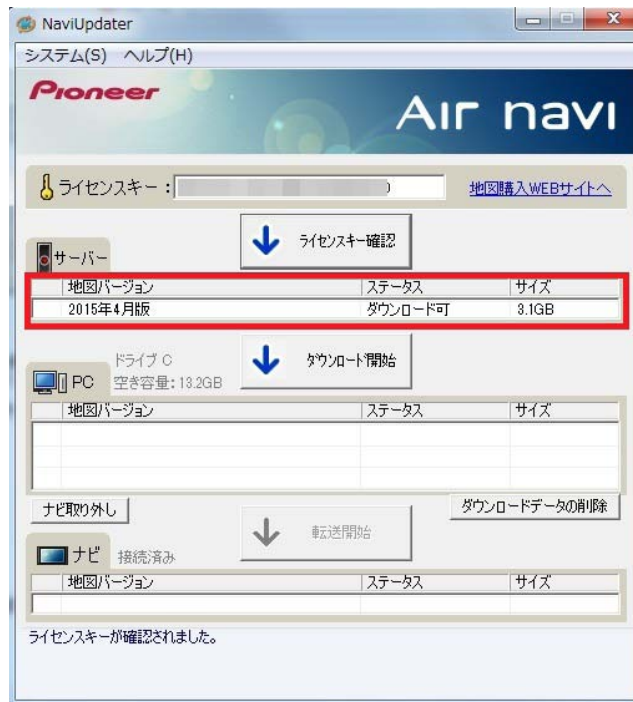 NaviUpdater
システム(S) ヘルプ(H)
Pioneer
AIr navi
ライセンスキー :
地図購入WEBサイトへ
ライセンスキー確認
サーバー
地図バージョン ステータス サイズ
2015年4月版 ダウンロード可 3.1GB
ドライブ C
ダウンロード開始
PC 空き容量: 13.2GB
地図バージョン ステータス サイズ
ナビ取り外し
ダウンロードデータの削除
転送開始
ナビ 接続済み
地図バージョン ステータス サイズ
ライセンスキーが確認されました。